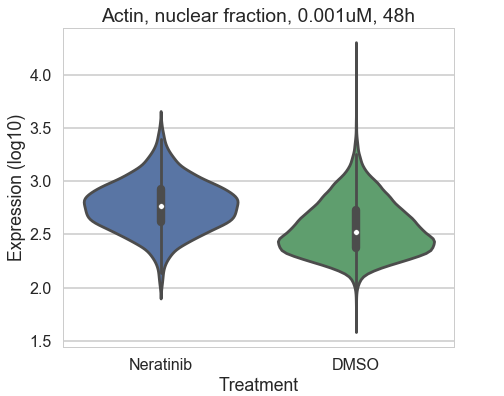 Actin, nuclear fraction, 0.001uM, 48h
Expression (log10)
4.0
3.5
3.0
2.5
2.0
1.5
Neratinib DMSO
Treatment